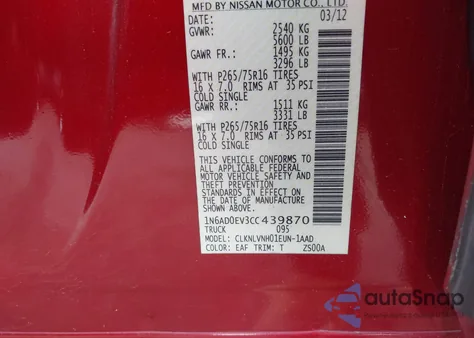 MFD BY NISSAN MOTOR CO., LTD.
DATE: 03/12
GVWR: 2540 KG
5600 LB
GAWR FR.: 1495 KG
3296 LB
WITH P265/75R16 TIRES
16 X 7.0 RIMS AT 35 PSI
COLD SINGLE
GAWR RR.: 1511 KG
3331 LB
WITH P265/75R16 TIRES
16 X 7.0 RIMS AT 35 PSI
COLD SINGLE
THIS VEHICLE CONFORMS TO
ALL APPLICABLE FEDERAL
MOTOR VEHICLE SAFETY AND
STANDARDS IN EFFECT ON
THE DATE OF MANUFACTURE
SHOWN ABOVE.
1N6AD0EV3CC439870
TRUCK 095
MODEL: CLKNLVNH01EUN-1AAD
COLOR: EAF TRIM: T ZS00A
autaSnap